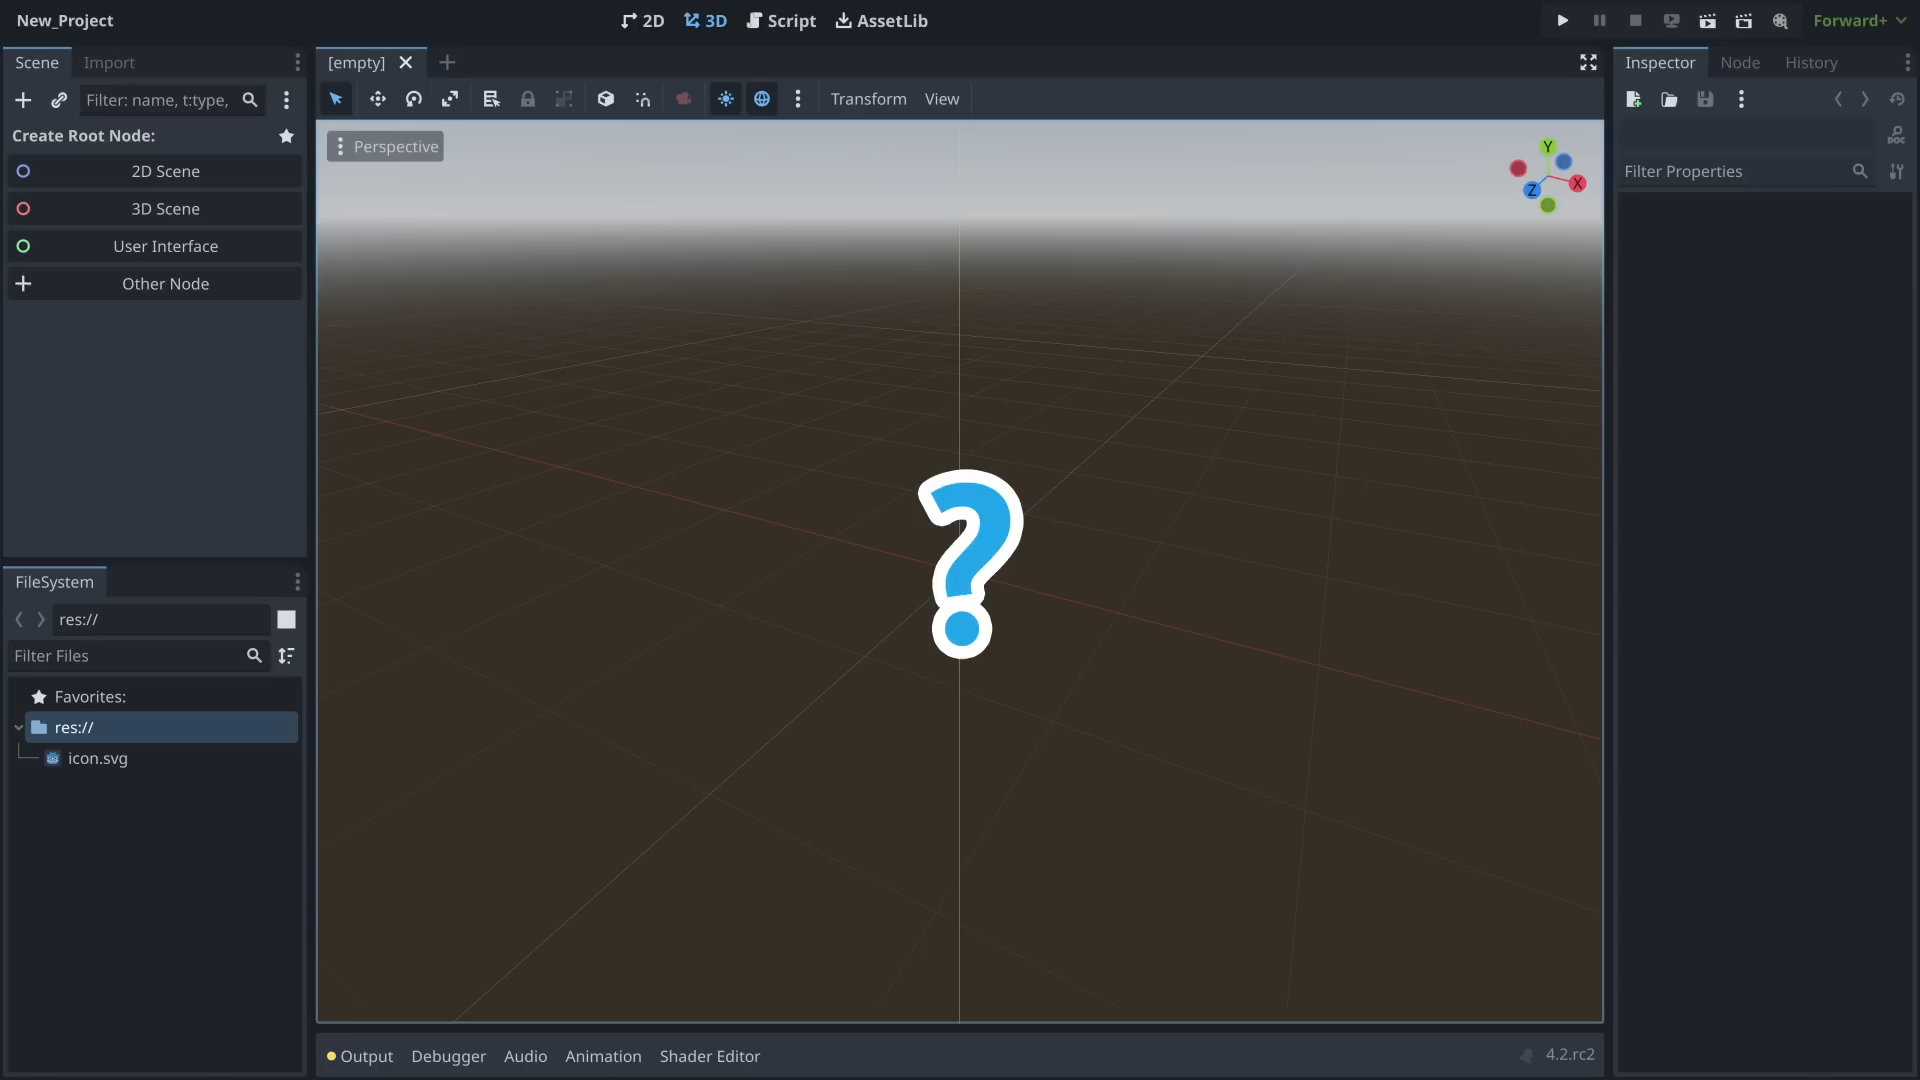 New_Project
2D
3D
Script
AssetLib
Forward+
Scene
Import
[empty]
Inspector
Node
History
Filter: name, t:type,
Transform
View
Create Root Node:
2D Scene
3D Scene
User Interface
Other Node
Perspective
Y
X
Z
DOC
Filter Properties
?
FileSystem
res://
Filter Files
Favorites:
res://
icon.svg
Output
Debugger
Audio
Animation
Shader Editor
4.2.rc2